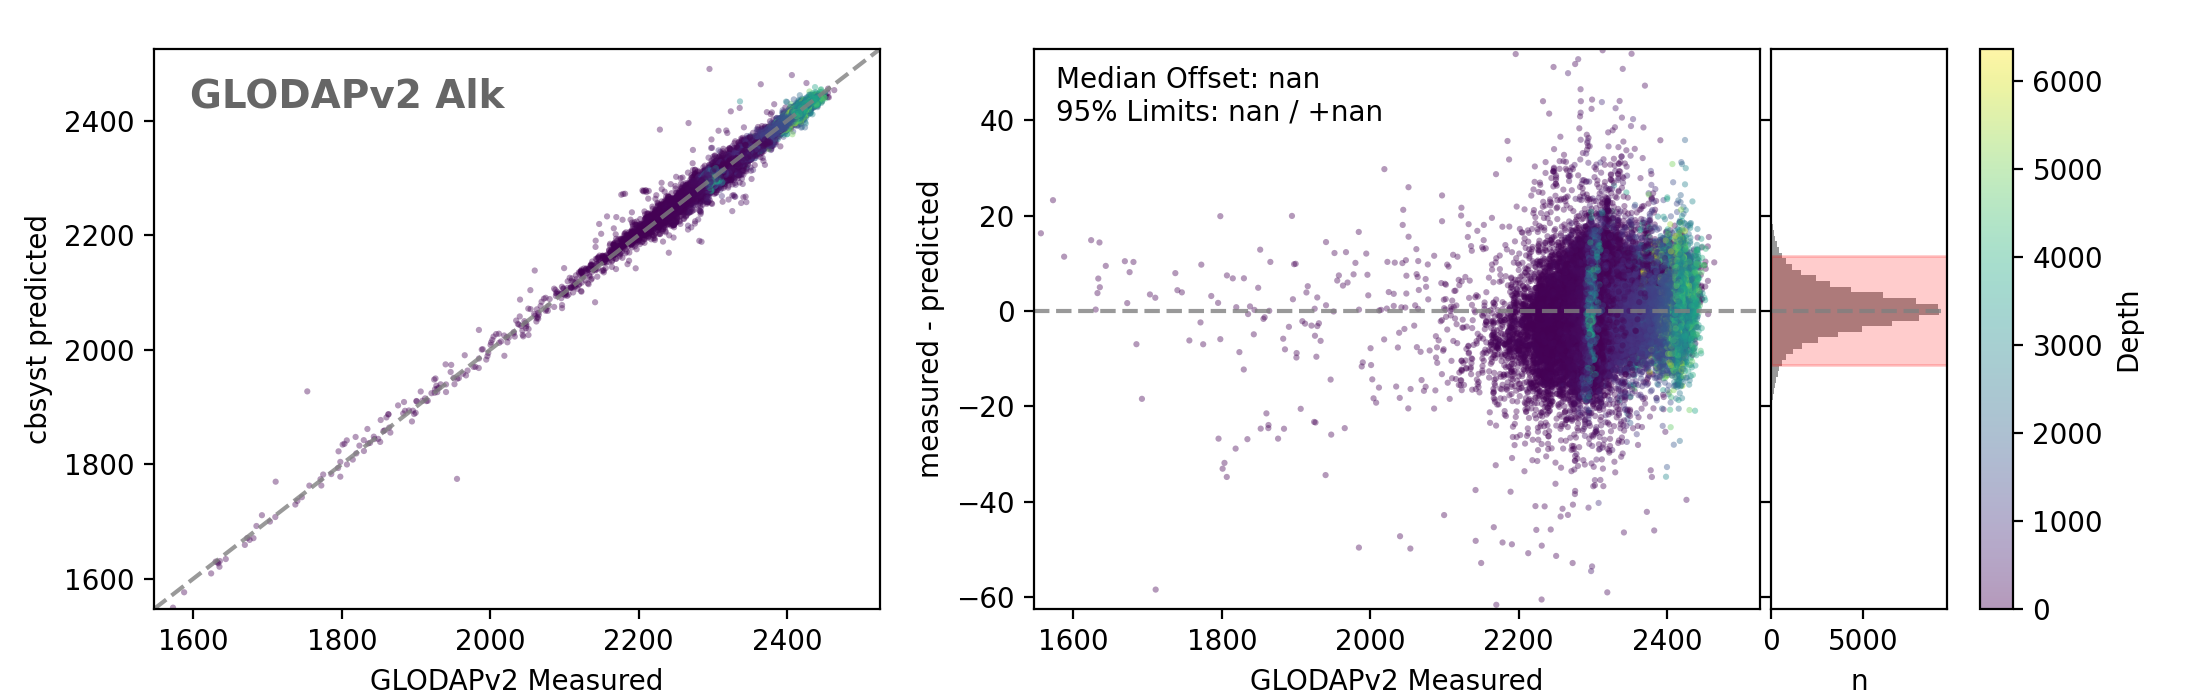 GLODAPv2 Alk
2400
2200
2000
1800
1600
cbsyst predicted
1600 1800 2000 2200 2400
GLODAPv2 Measured
Median Offset: nan
95% Limits: nan / +nan
40
20
0
−20
−40
−60
measured - predicted
1600 1800 2000 2200 2400
GLODAPv2 Measured
0 5000
n
6000
5000
4000
3000
2000
1000
0
Depth